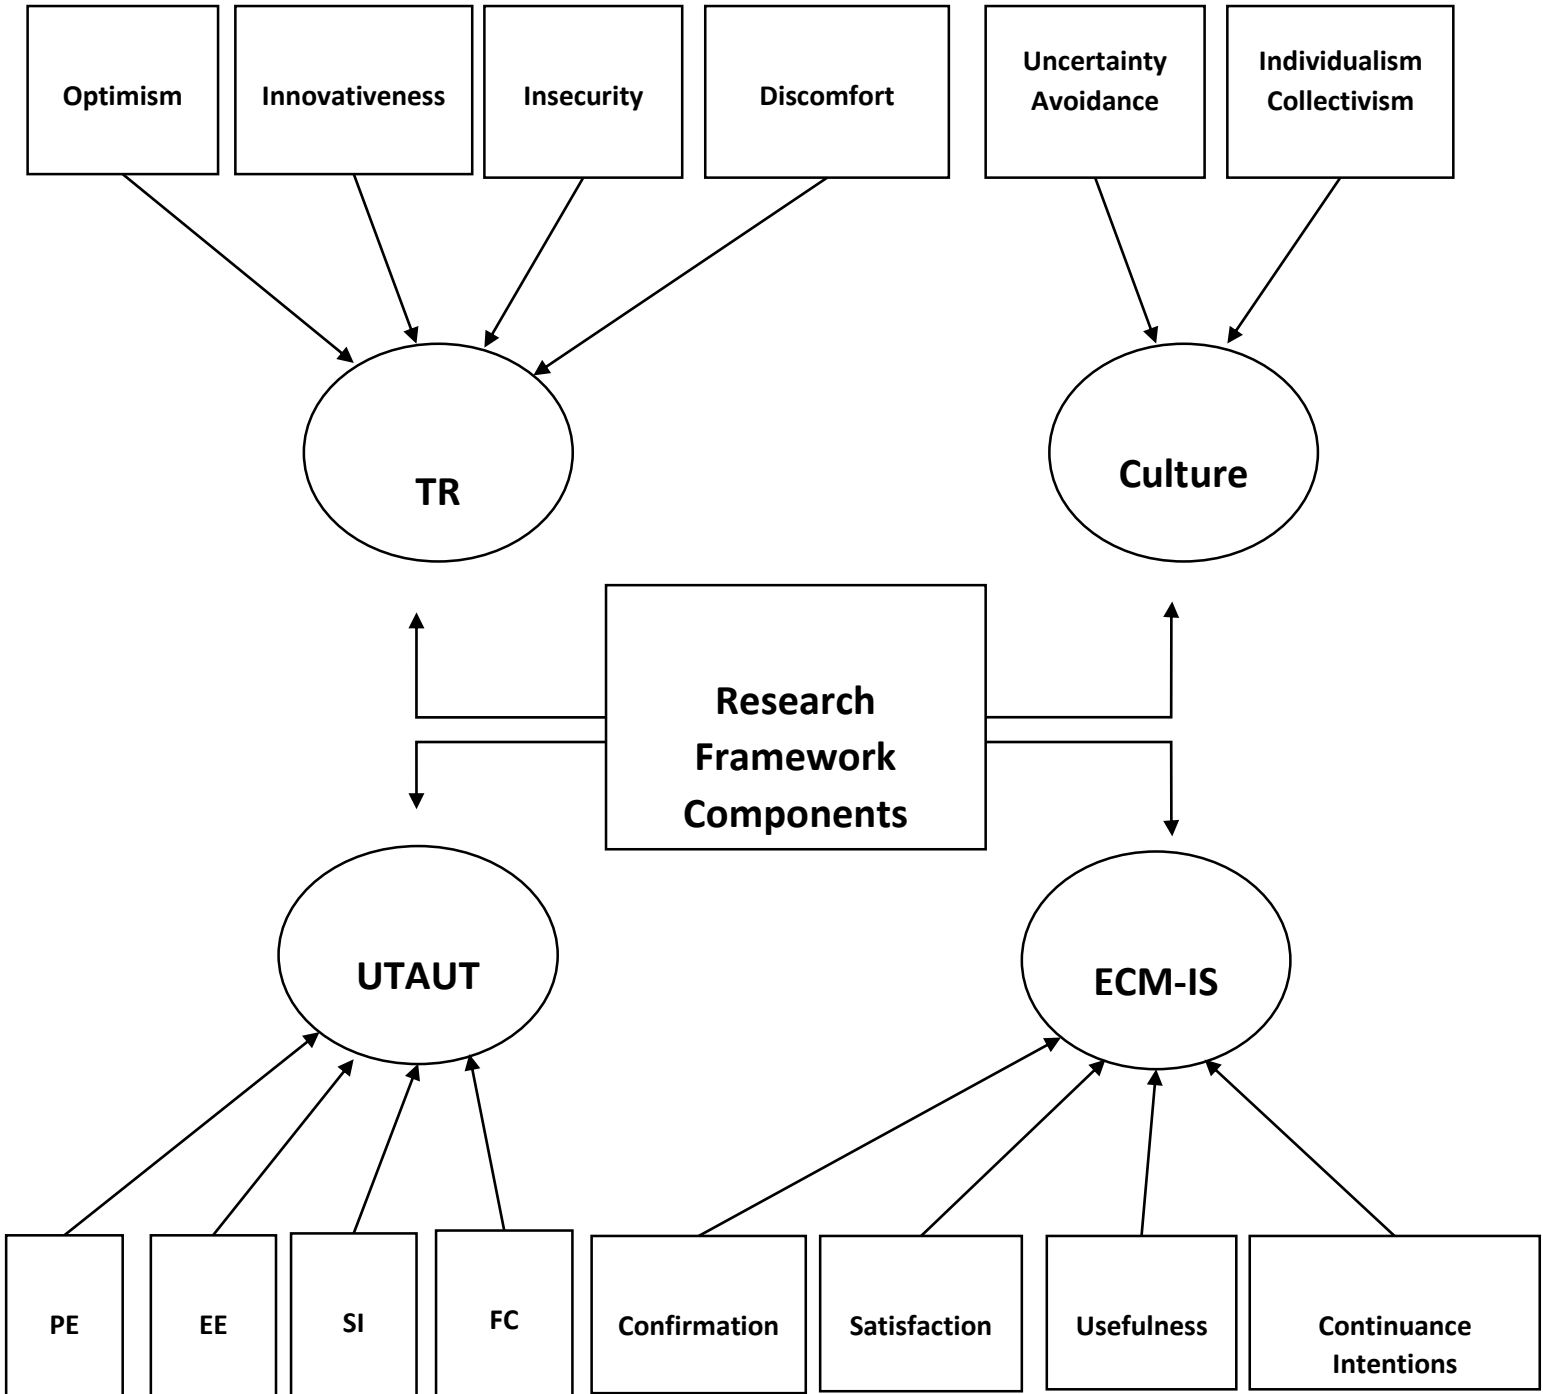 Optimism
Innovativeness
Insecurity
Discomfort
Uncertainty
Avoidance
Individualism
Collectivism
TR
Culture
Research
Framework
Components
UTAUT
ECM-IS
PE
EE
SI
FC
Confirmation
Satisfaction
Usefulness
Continuance
Intentions